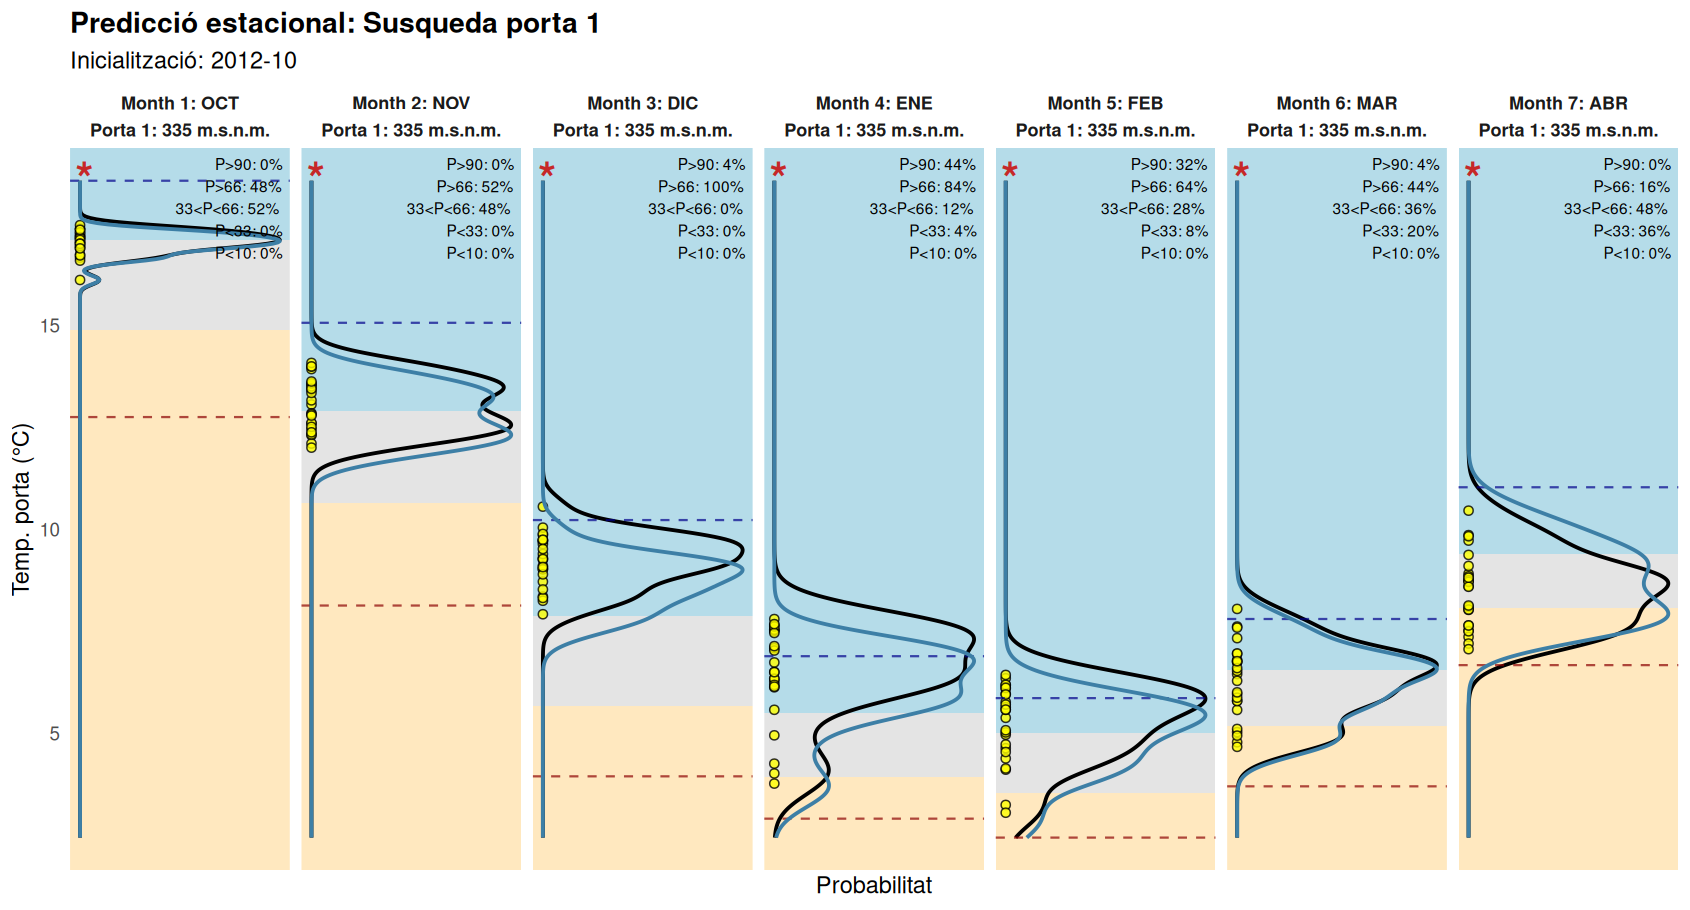 Predicció estacional: Susqueda porta 1
Inicialització: 2012-10
Month 1: OCT
Porta 1: 335 m.s.n.m.
Month 2: NOV
Porta 1: 335 m.s.n.m.
Month 3: DIC
Porta 1: 335 m.s.n.m.
Month 4: ENE
Porta 1: 335 m.s.n.m.
Month 5: FEB
Porta 1: 335 m.s.n.m.
Month 6: MAR
Porta 1: 335 m.s.n.m.
Month 7: ABR
Porta 1: 335 m.s.n.m.
*
P>90: 0%
P>66: 48%
33<P<66: 52%
P<33: 0%
P<10: 0%
*
P>90: 0%
P>66: 52%
33<P<66: 48%
P<33: 0%
P<10: 0%
*
P>90: 4%
P>66: 100%
33<P<66: 0%
P<33: 0%
P<10: 0%
*
P>90: 44%
P>66: 84%
33<P<66: 12%
P<33: 4%
P<10: 0%
*
P>90: 32%
P>66: 64%
33<P<66: 28%
P<33: 8%
P<10: 0%
*
P>90: 4%
P>66: 44%
33<P<66: 36%
P<33: 20%
P<10: 0%
*
P>90: 0%
P>66: 16%
33<P<66: 48%
P<33: 36%
P<10: 0%
15
10
5
Temp. porta (°C)
Probabilitat